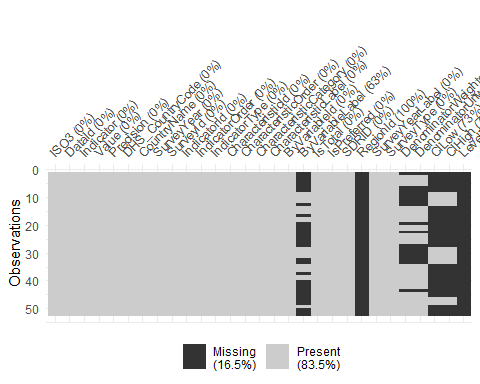 ISO3 (0%)
DataId (0%)
Indicator (0%)
Value (0%)
Precision (0%)
DHS_CountryCode (0%)
CountryName (0%)
SurveyYear (0%)
SurveyId (0%)
IndicatorId (0%)
IndicatorOrder (0%)
IndicatorType (0%)
CharacteristicId (0%)
CharacteristicOrder (0%)
CharacteristicCategory (0%)
CharacteristicLabel (0%)
ByVariableId (0%)
ByVariableLabel (63%)
IsTotal (0%)
IsPreferred (0%)
SDRID (0%)
RegionId (100%)
SurveyYearLabel (0%)
SurveyType (0%)
0
10
20
30
40
50
Observations
Missing
(16.5%)
Present
(83.5%)